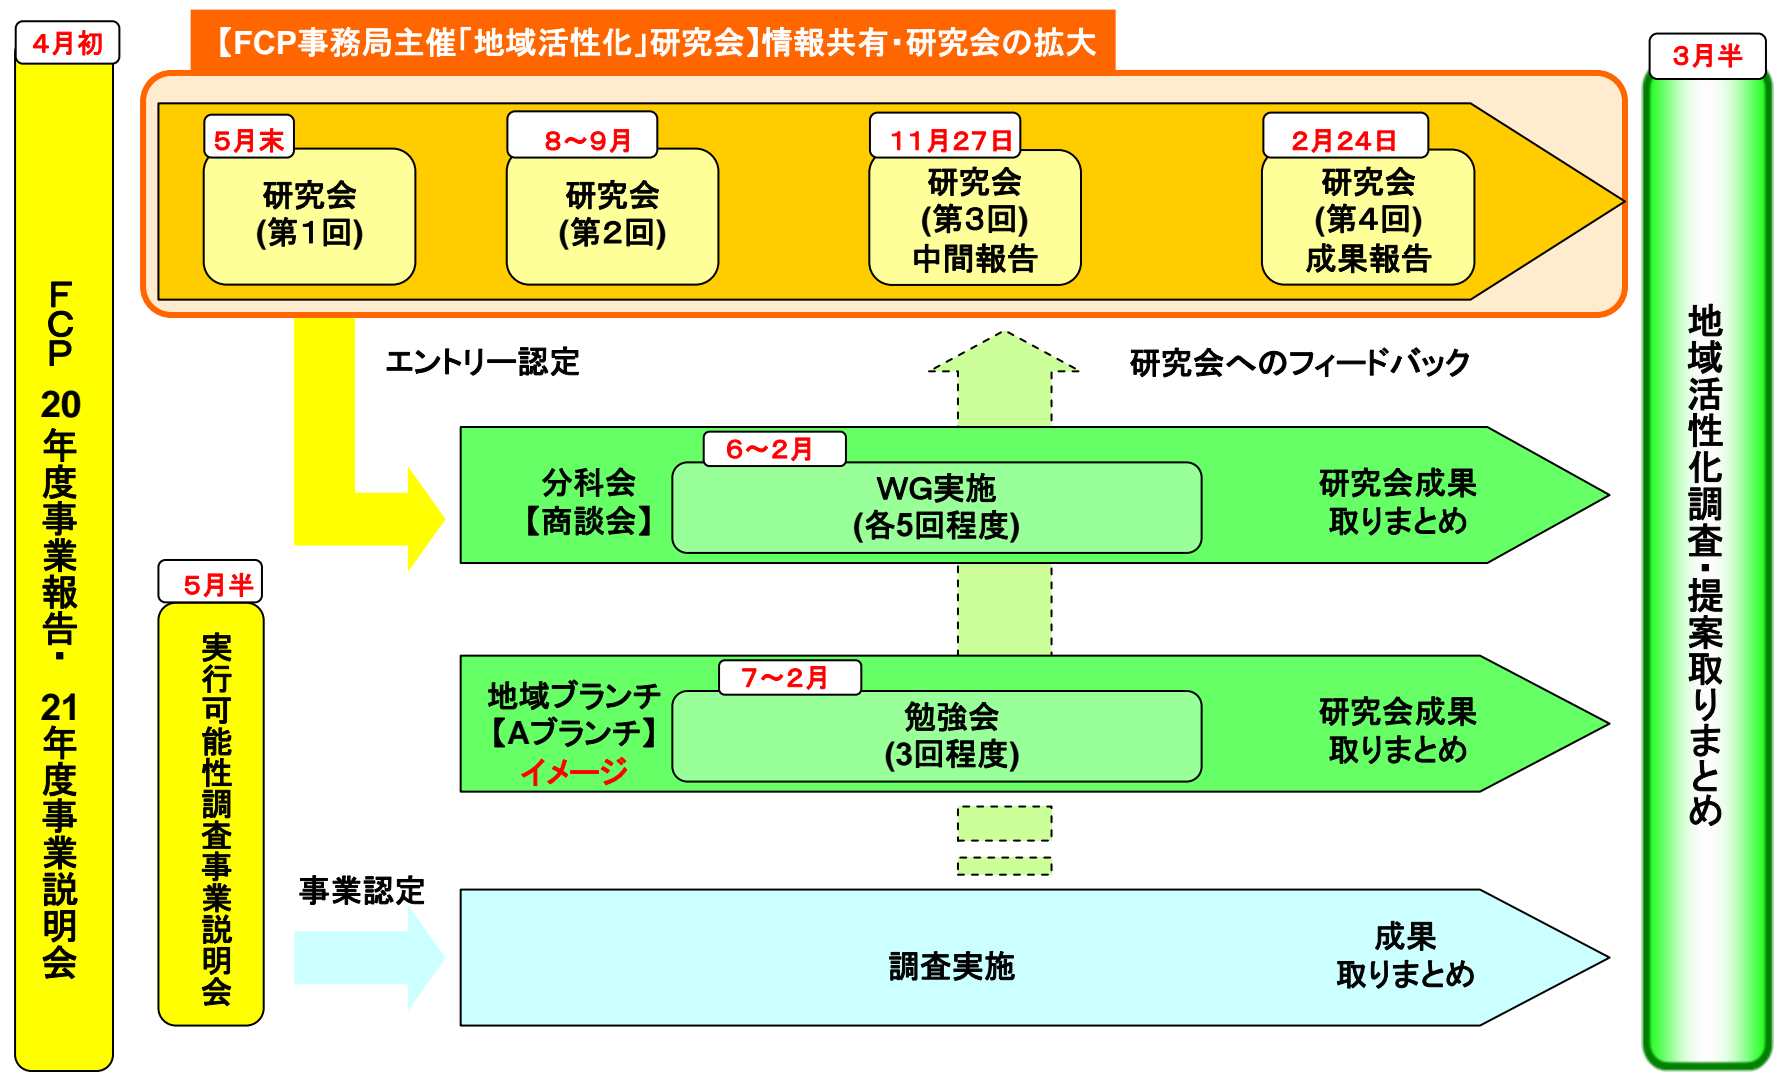 4月初
FCP 20年度事業報告・21年度事業説明会
【FCP事務局主催「地域活性化」研究会】情報共有・研究会の拡大
5月末
研究会
(第1回)
8～9月
研究会
(第2回)
11月27日
研究会
(第3回)
中間報告
2月24日
研究会
(第4回)
成果報告
エントリー認定
研究会へのフィードバック
分科会
【商談会】
6～2月
WG実施
(各5回程度)
研究会成果
取りまとめ
5月半
実行可能性調査事業説明会
地域ブランチ
【Aブランチ】
イメージ
7～2月
勉強会
(3回程度)
研究会成果
取りまとめ
事業認定
調査実施
成果
取りまとめ
3月半
地域活性化調査・提案取りまとめ